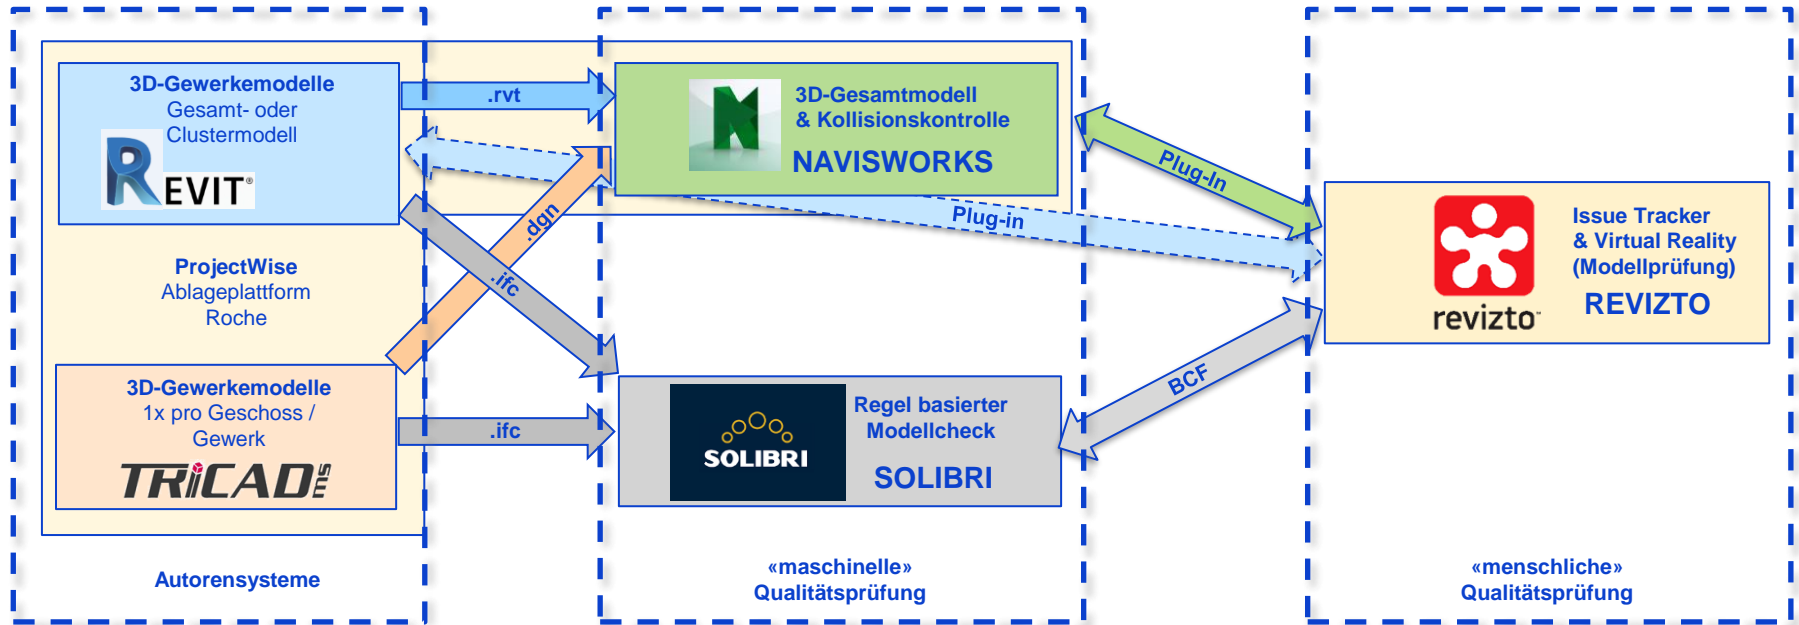 3D-Gewerkemodelle
Gesamt- oder
Clustermodell
REVIT®
ProjectWise
Ablageplattform
Roche
3D-Gewerkemodelle
1x pro Geschoss /
Gewerk
TRICAD MS
Autorensysteme
.rvt
.dgn
.ifc
.ifc
3D-Gesamtmodell
& Kollisionskontrolle
NAVISWORKS
Plug-in
SOLIBRI
Regel basierter
Modellcheck
SOLIBRI
«maschinelle»
Qualitätsprüfung
Plug-In
BCF
revizto
Issue Tracker
& Virtual Reality
(Modellprüfung)
REVIZTO
«menschliche»
Qualitätsprüfung